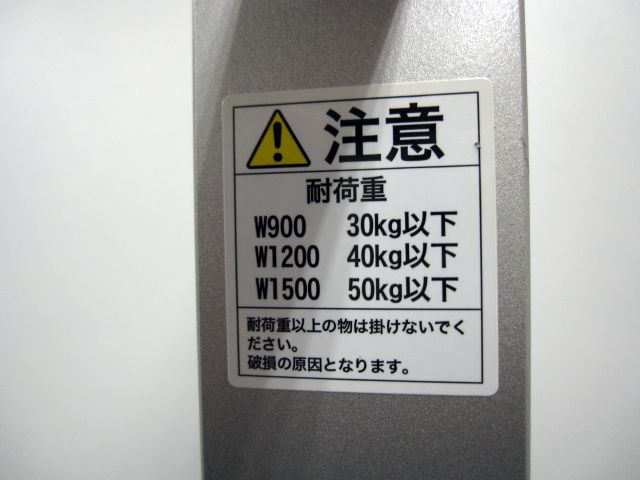 注意
耐荷重
W900 30kg以下
W1200 40kg以下
W1500 50kg以下
耐荷重以上の物は掛けないでく
ださい。
破損の原因となります。